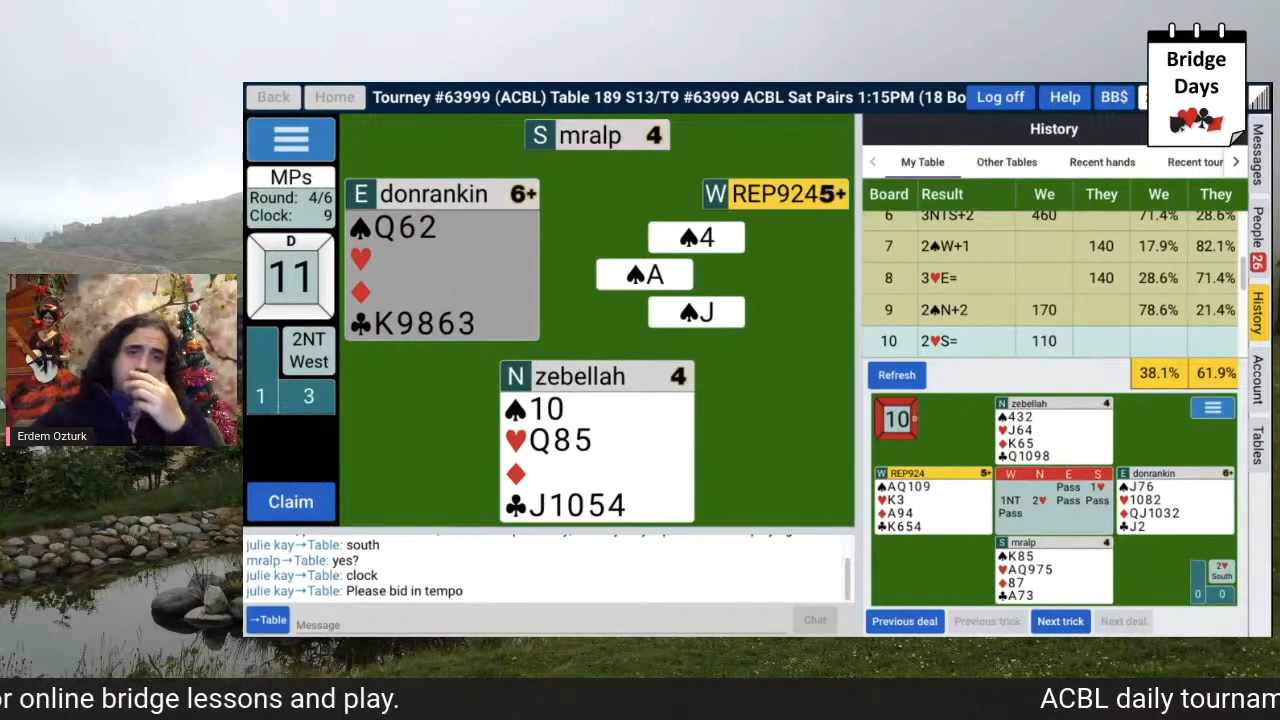 Bridge
Days
Back
Home
Tourney #63999 (ACBL) Table 189 S13/T9 #63999 ACBL Sat Pairs 1:15PM (18 Bo
Log off
Help
BB$
MPs
Round: 4/6
Clock: 9
D
11
2NT
West
1
3
Claim
S mralp 4
E donrankin 6+
♠Q62
♥
♦
♣K9863
W REP924 5+
♠4
♠A
♠J
N zebellah 4
♠10
♥Q85
♦
♣J1054
julie kay→Table: south
mralp→Table: yes?
julie kay→Table: clock
julie kay→Table: Please bid in tempo
→Table
Message
Chat
History
My Table
Other Tables
Recent hands
Recent tour
Board Result We They We They
6 3NTS+2 460 71.4% 28.6%
7 2♠W+1 140 17.9% 82.1%
8 3♥E= 140 28.6% 71.4%
9 2♠N+2 170 78.6% 21.4%
10 2♥S= 110
Refresh
38.1% 61.9%
10
N zebellah 4
♠432
♥J64
♦K65
♣Q1098
W REP924 5+
♠AQ109
♥K3
♦A94
♣K654
W N E S
Pass 1♥
1NT 2♥ Pass Pass
Pass
E donrankin 6+
♠J76
♥1082
♦QJ1032
♣J2
S mralp 4
♠K85
♥AQ975
♦87
♣A73
2♥
South
0 0
Previous deal
Previous trick
Next trick
Next deal
Messages
People 26
History
Account
Tables
Erdem Ozturk
or online bridge lessons and play.
ACBL daily tournam